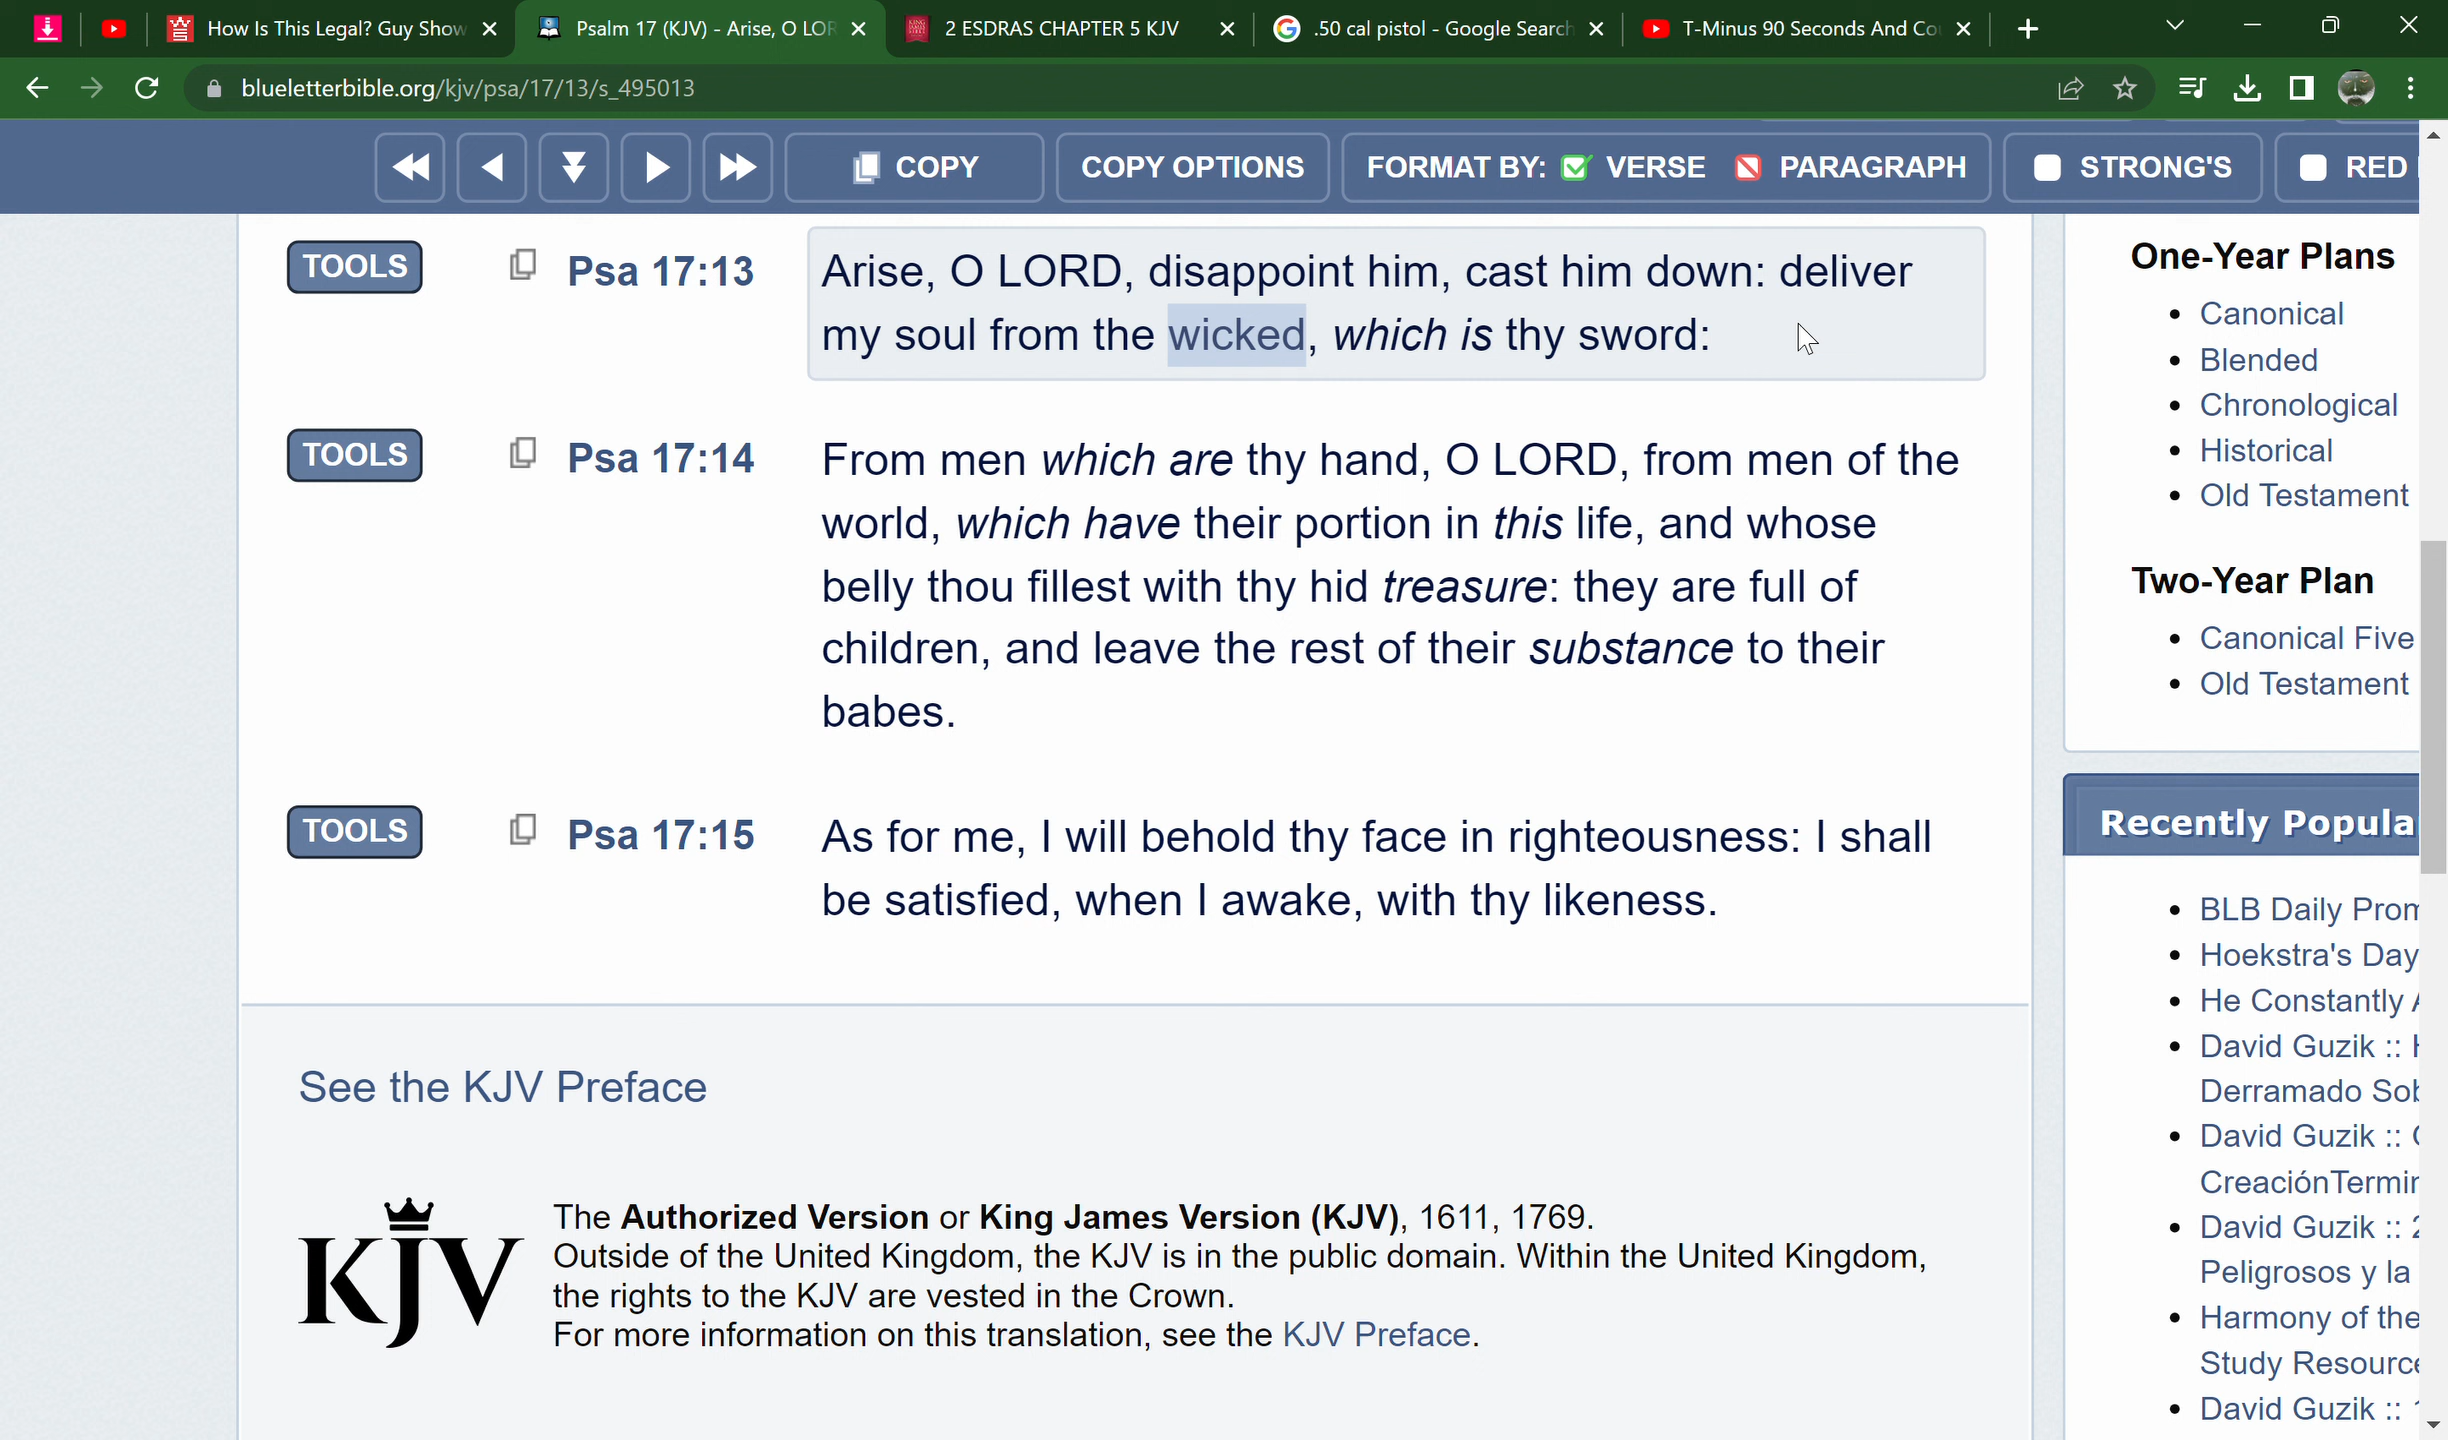 How Is This Legal? Guy Show
Psalm 17 (KJV) - Arise, O LOR
2 ESDRAS CHAPTER 5 KJV
.50 cal pistol - Google Search
T-Minus 90 Seconds And Co
blueletterbible.org/kjv/psa/17/13/s_495013
COPY
COPY OPTIONS
FORMAT BY: VERSE PARAGRAPH
STRONG'S
RED
TOOLS Psa 17:13 Arise, O LORD, disappoint him, cast him down: deliver
my soul from the wicked, which is thy sword:
TOOLS Psa 17:14 From men which are thy hand, O LORD, from men of the
world, which have their portion in this life, and whose
belly thou fillest with thy hid treasure: they are full of
children, and leave the rest of their substance to their
babes.
TOOLS Psa 17:15 As for me, I will behold thy face in righteousness: I shall
be satisfied, when I awake, with thy likeness.
See the KJV Preface
KJV
The Authorized Version or King James Version (KJV), 1611, 1769.
Outside of the United Kingdom, the KJV is in the public domain. Within the United Kingdom,
the rights to the KJV are vested in the Crown.
For more information on this translation, see the KJV Preface.
One-Year Plans
Canonical
Blended
Chronological
Historical
Old Testament
Two-Year Plan
Canonical Five
Old Testament
Recently Popula
BLB Daily Prom
Hoekstra's Day
He Constantly
David Guzik ::
Derramado Sob
David Guzik ::
CreaciónTermin
David Guzik :: 2
Peligrosos y la
Harmony of the
Study Resource
David Guzik ::